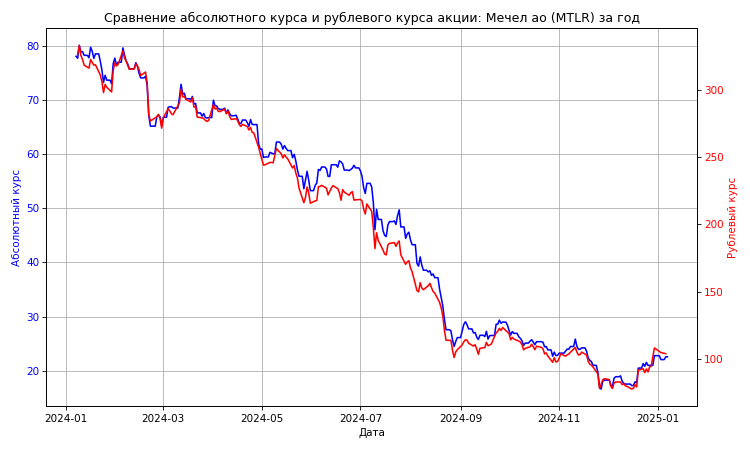 Сравнение абсолютного курса и рублевого курса акции: Мечел ао (MTLR) за год
Абсолютный курс
80
70
60
50
40
30
20
300
250
200
150
100
Рублевый курс
2024-01 2024-03 2024-05 2024-07 2024-09 2024-11 2025-01
Дата